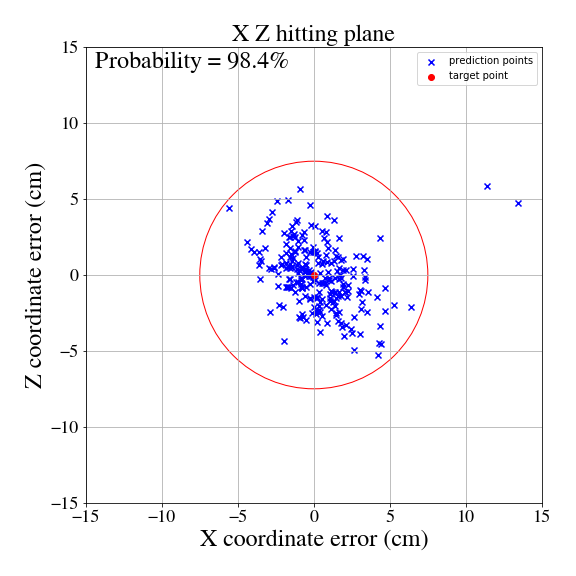 X Z hitting plane
Probability = 98.4%
prediction points
target point
15
10
5
0
−5
−10
−15
Z coordinate error (cm)
−15
−10
−5
0
5
10
15
X coordinate error (cm)